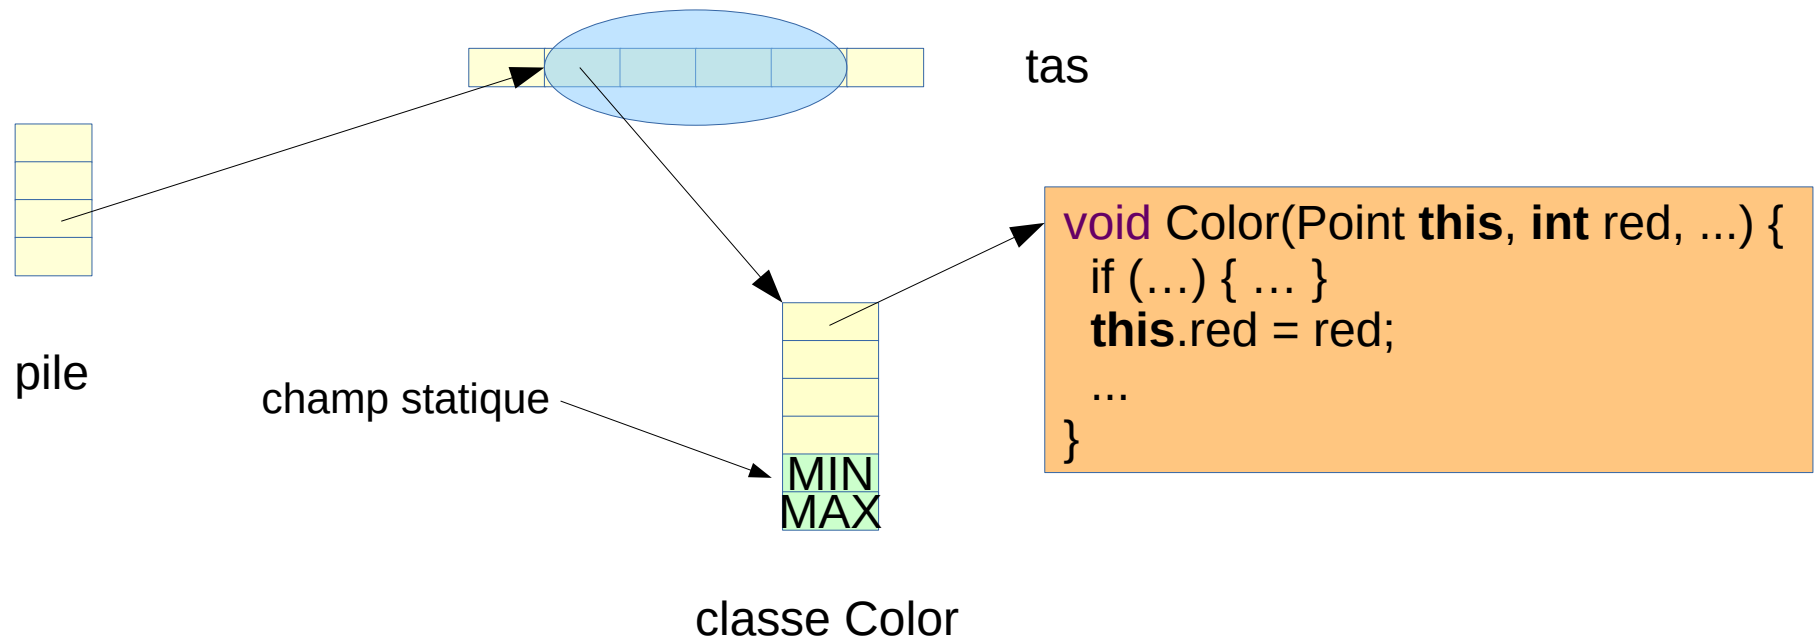 tas
pile
void Color(Point this, int red, ...) {
if (…) { … }
this.red = red;
...
}
champ statique
MIN
MAX
classe Color